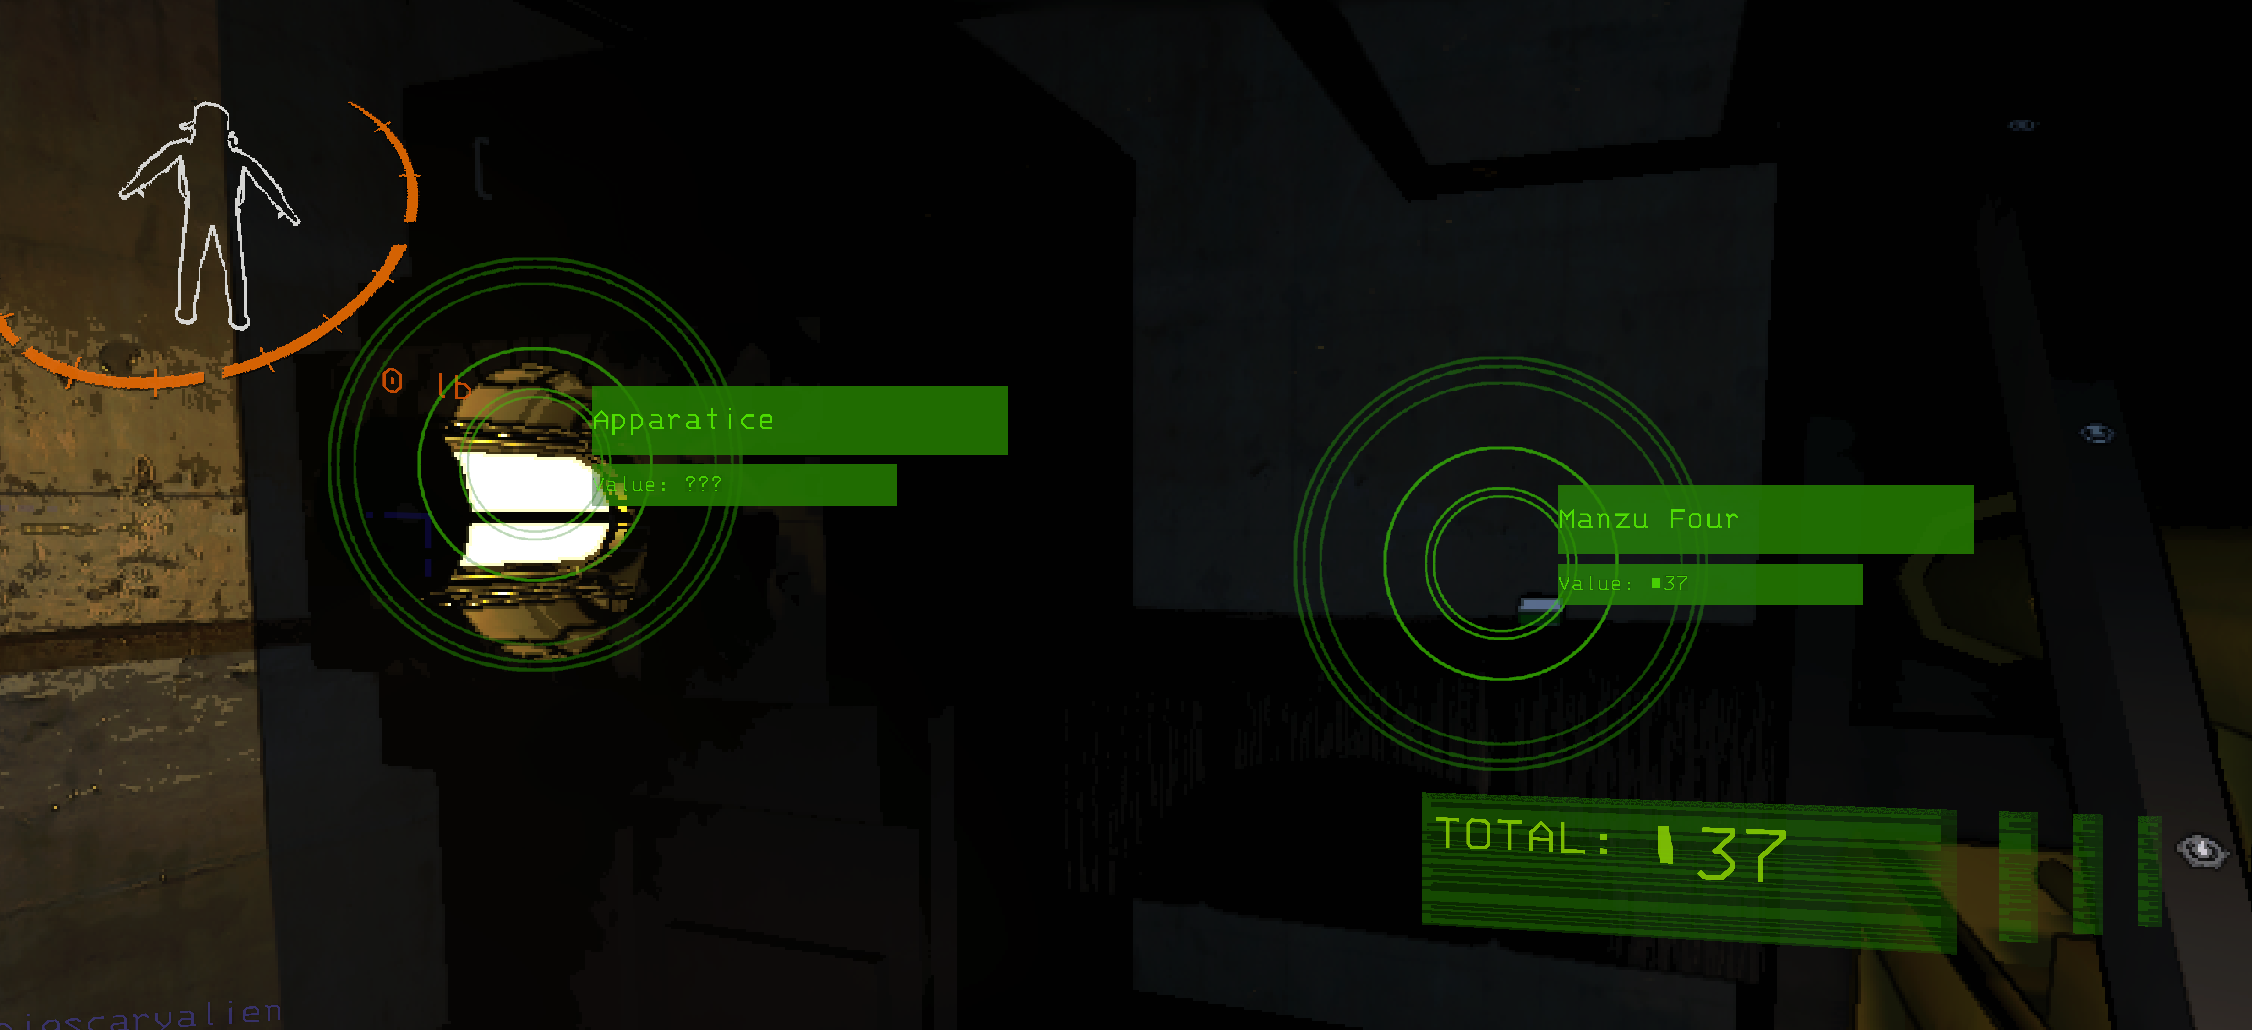 0 lb
Apparatice
Value: ???
Manzu Four
Value: ▮37
TOTAL: ▮37